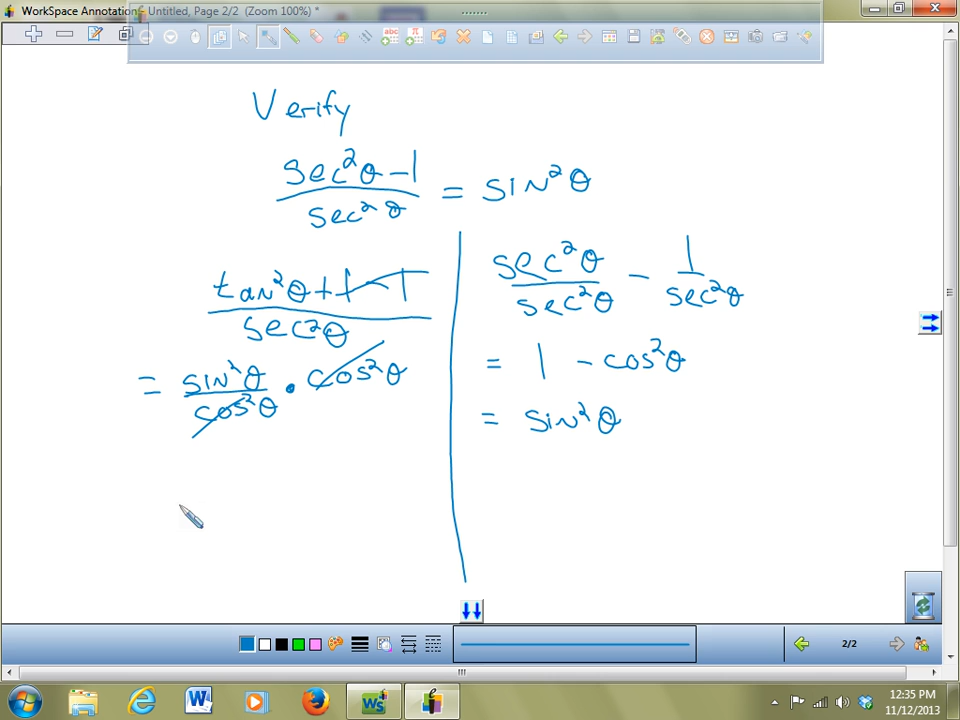 WorkSpace Annotation - Untitled, Page 2/2 (Zoom 100%) *
Verify
sec²θ - 1 / sec²θ = sin²θ
tan²θ + 1 - 1 / sec²θ
= sin²θ / cos²θ • cos²θ
sec²θ / sec²θ - 1 / sec²θ
= 1 - cos²θ
= sin²θ
2/2
12:35 PM
11/12/2013